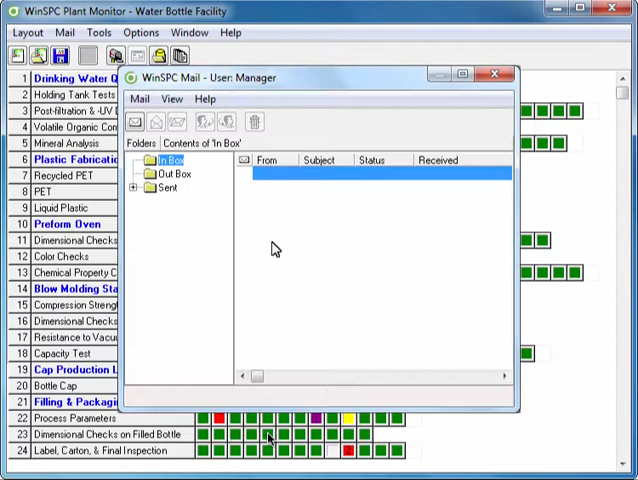 WinSPC Plant Monitor - Water Bottle Facility
Layout Mail Tools Options Window Help
WinSPC Mail - User: Manager
Mail View Help
Folders Contents of 'In Box'
In Box
Out Box
Sent
From Subject Status Received
1 Drinking Water Q
2 Holding Tank Tests
3 Post-filtration & -UV D
4 Volatile Organic Com
5 Mineral Analysis
6 Plastic Fabricatio
7 Recycled PET
8 PET
9 Liquid Plastic
10 Preform Oven
11 Dimensional Checks
12 Color Checks
13 Chemical Property C
14 Blow Molding Sta
15 Compression Strengt
16 Dimensional Checks
17 Resistance to Vacuu
18 Capacity Test
19 Cap Production L
20 Bottle Cap
21 Filling & Packagin
22 Process Parameters
23 Dimensional Checks on Filled Bottle
24 Label, Carton, & Final Inspection